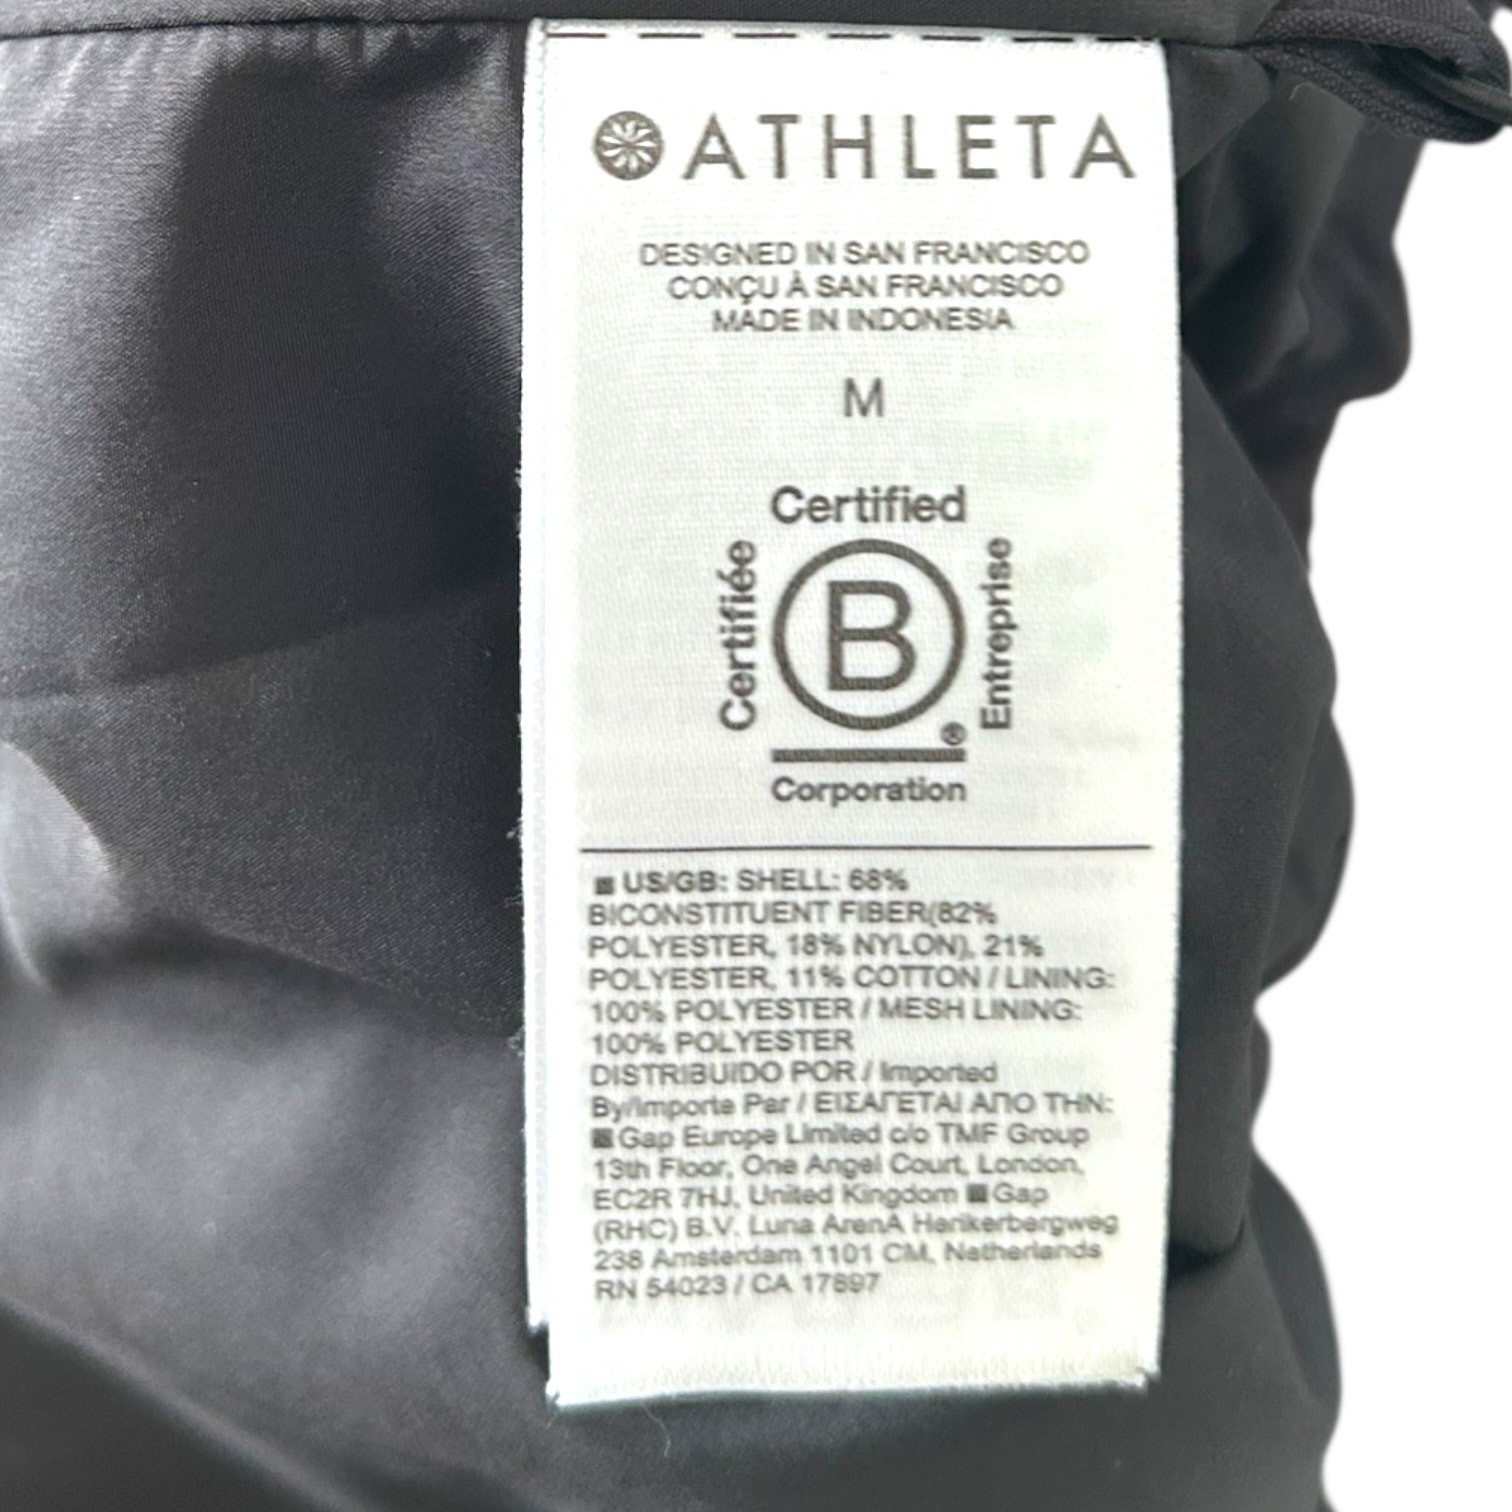 ATHLETA
DESIGNED IN SAN FRANCISCO
CONÇU À SAN FRANCISCO
MADE IN INDONESIA
M
Certified
Certifiée
B
Entreprise
®
Corporation
US/GB: SHELL: 68%
BICONSTITUENT FIBER(82%
POLYESTER, 18% NYLON), 21%
POLYESTER, 11% COTTON / LINING:
100% POLYESTER / MESH LINING:
100% POLYESTER
DISTRIBUIDO POR / Imported
By/Importe Par / ΕΙΣΑΓΕΤΑΙ ΑΠΟ ΤΗΝ:
Gap Europe Limited c/o TMF Group
13th Floor, One Angel Court, London,
EC2R 7HJ, United Kingdom Gap
(RHC) B.V. Luna ArenA Herikerbergweg
238 Amsterdam 1101 CM, Netherlands
RN 54023 / CA 17897